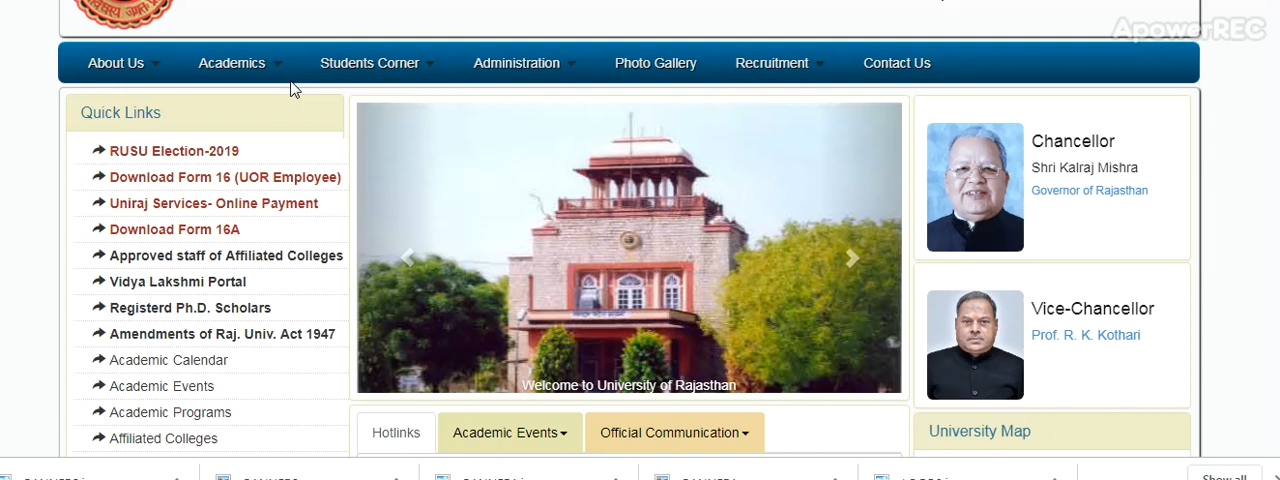 ApowerREC
About Us Academics Students Corner Administration Photo Gallery Recruitment Contact Us
Quick Links
RUSU Election-2019
Download Form 16 (UOR Employee)
Uniraj Services- Online Payment
Download Form 16A
Approved staff of Affiliated Colleges
Vidya Lakshmi Portal
Registerd Ph.D. Scholars
Amendments of Raj. Univ. Act 1947
Academic Calendar
Academic Events
Academic Programs
Affiliated Colleges
Welcome to University of Rajasthan
Hotlinks Academic Events Official Communication
Chancellor
Shri Kalraj Mishra
Governor of Rajasthan
Vice-Chancellor
Prof. R. K. Kothari
University Map
Show all